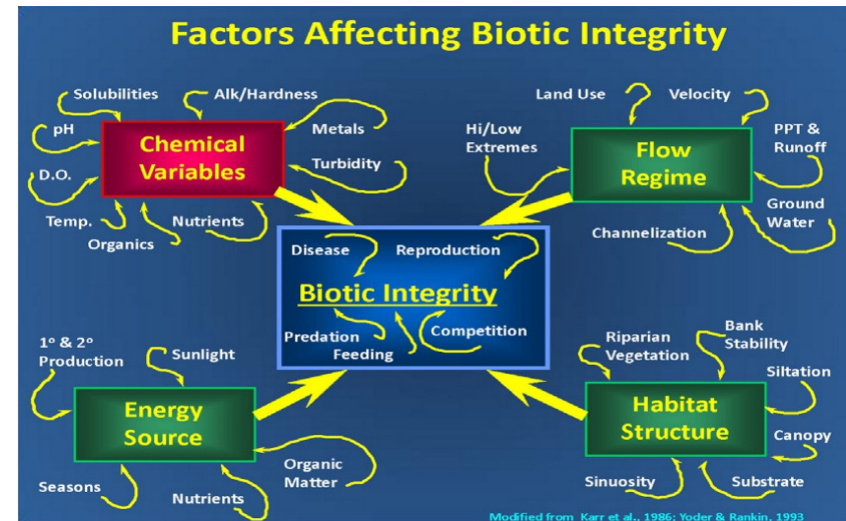 Factors Affecting Biotic Integrity
Solubilities
Alk/Hardness
pH
Metals
Chemical
Variables
Turbidity
D.O.
Temp.
Organics
Nutrients
Land Use
Velocity
Hi/Low
Extremes
PPT &
Runoff
Flow
Regime
Ground
Water
Channelization
Disease
Reproduction
Biotic Integrity
Predation
Feeding
Competition
1º & 2º
Production
Sunlight
Energy
Source
Organic
Matter
Seasons
Nutrients
Riparian
Vegetation
Bank
Stability
Siltation
Habitat
Structure
Canopy
Sinuosity
Substrate
Modified from Karr et al., 1986; Yoder & Rankin, 1993